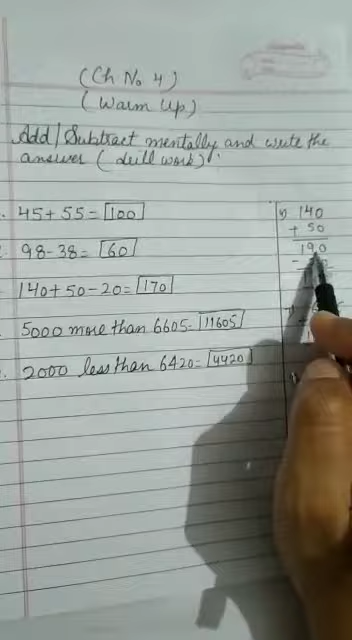 (Ch No 4)
(Warm Up)
Add/Subtract mentally and write the
answer (drill work).
45 + 55 = 100
98 - 38 = 60
140 + 50 - 20 = 170
5000 more than 6605 = 11605
2000 less than 6420 = 4420
140
+ 50
190
-